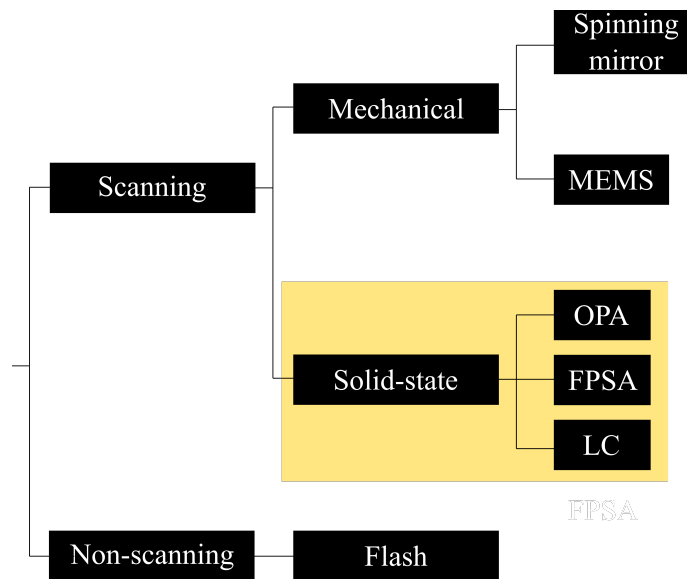 Spinning
mirror
Mechanical
Scanning
MEMS
OPA
Solid-state
FPSA
LC
FPSA
Non-scanning
Flash